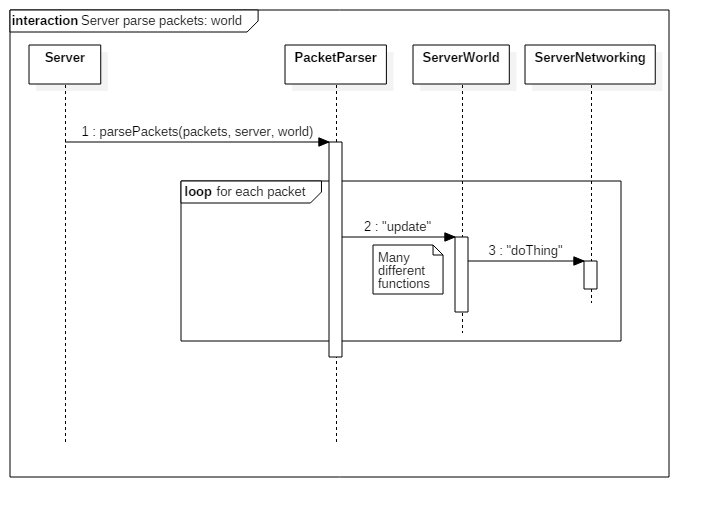 interaction Server parse packets: world
Server
PacketParser
ServerWorld
ServerNetworking
1 : parsePackets(packets, server, world)
loop for each packet
2 : "update"
3 : "doThing"
Many
different
functions